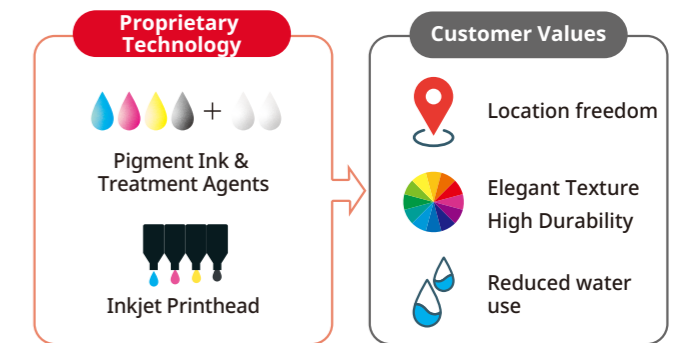 Proprietary
Technology
+
Pigment Ink &
Treatment Agents
Inkjet Printhead
Customer Values
Location freedom
Elegant Texture
High Durability
Reduced water
use